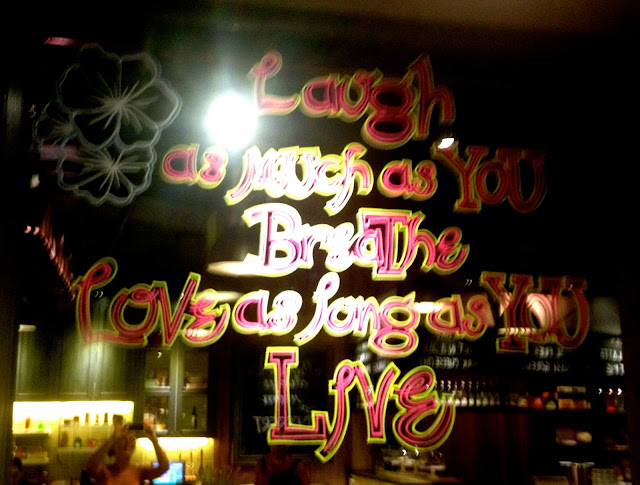 Laugh
as MUch as YOU
BreaThe
LOVe as long as YOU
LIVe